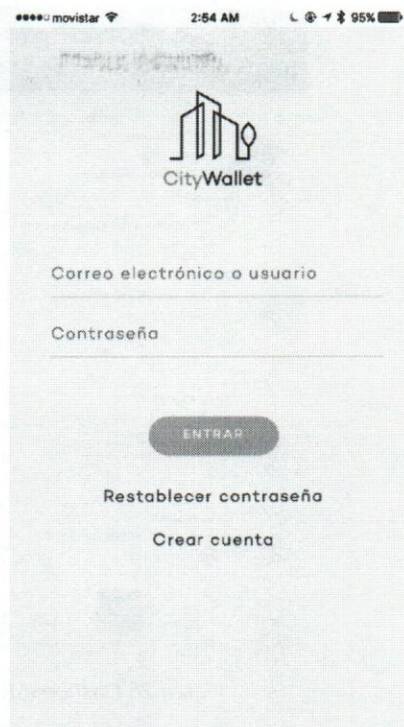 movistar 2:54 AM 95%
CityWallet
Correo electrónico o usuario
Contraseña
ENTRAR
Restablecer contraseña
Crear cuenta